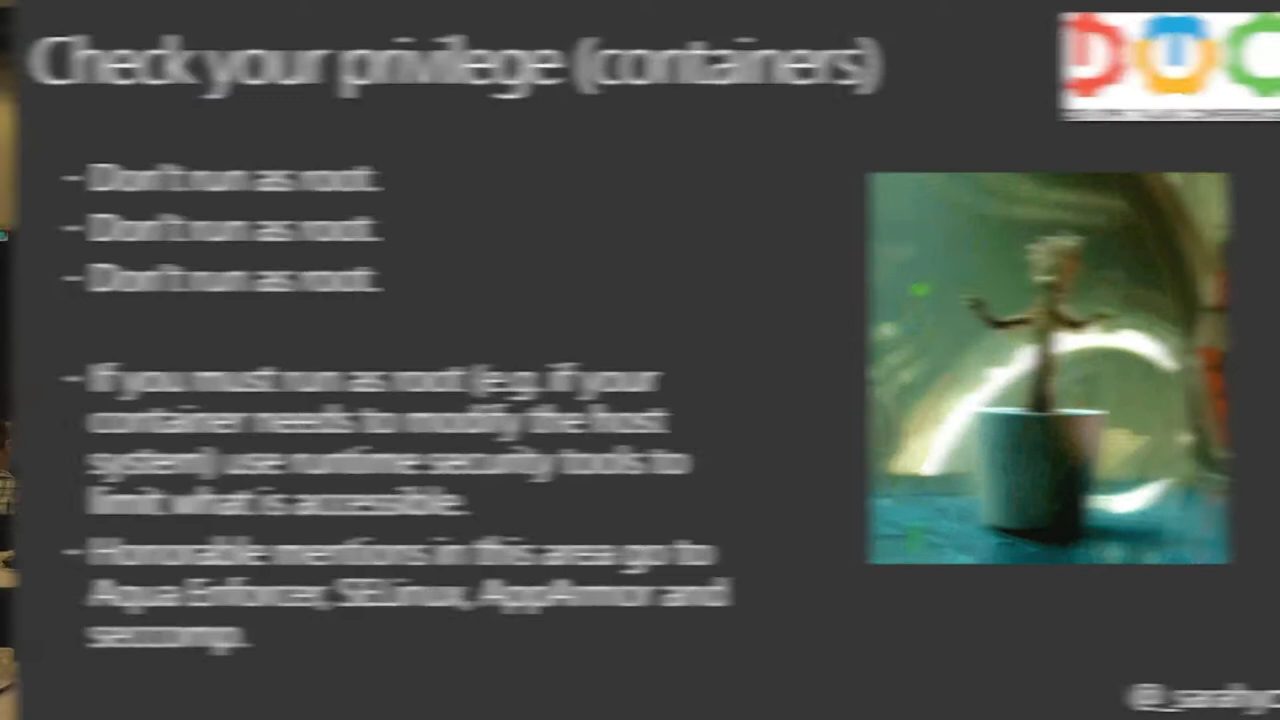 Check your privilege (containers)
- Don't run as root.
- Don't run as root.
- Don't run as root.
- If you must run as root (e.g. if your
container needs to modify the host
system) use runtime security tools to
limit what is accessible.
- Honorable mentions in this area go to
Aqua Enforcer, SELinux, AppArmor and
seccomp.